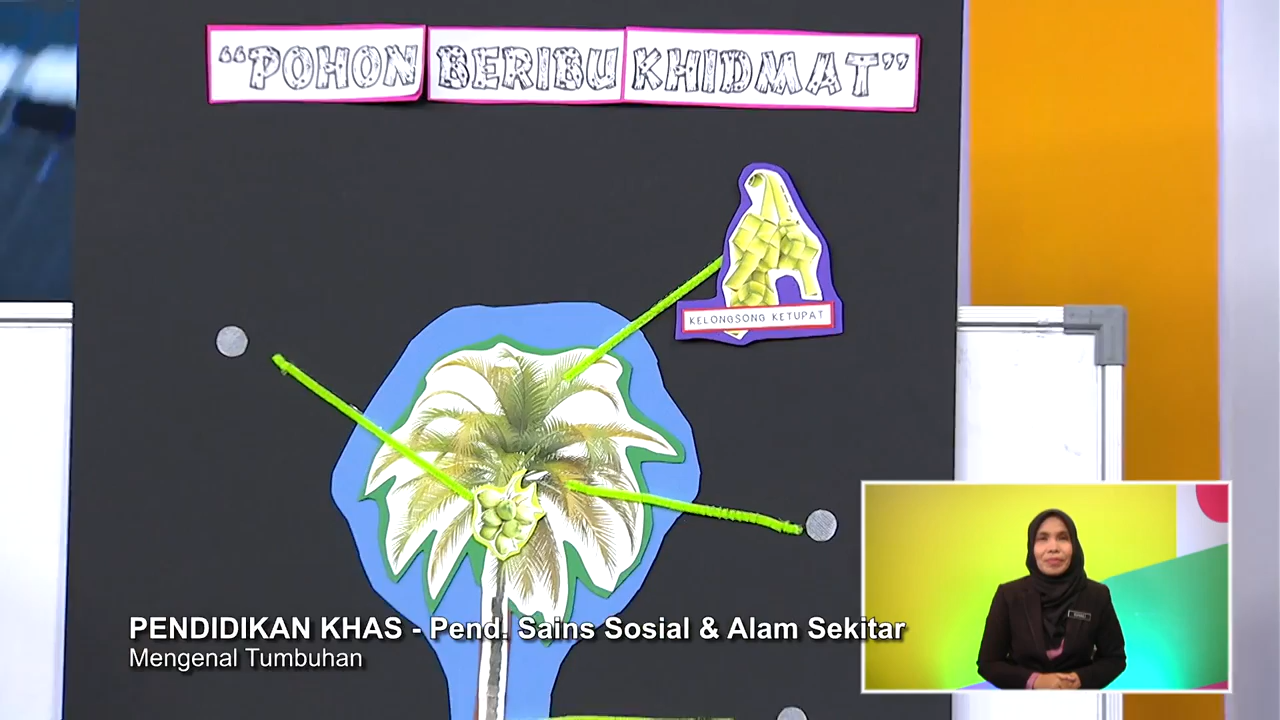 “POHON BERIBU KHIDMAT”
KELONGSONG KETUPAT
PENDIDIKAN KHAS - Pend. Sains Sosial & Alam Sekitar
Mengenal Tumbuhan